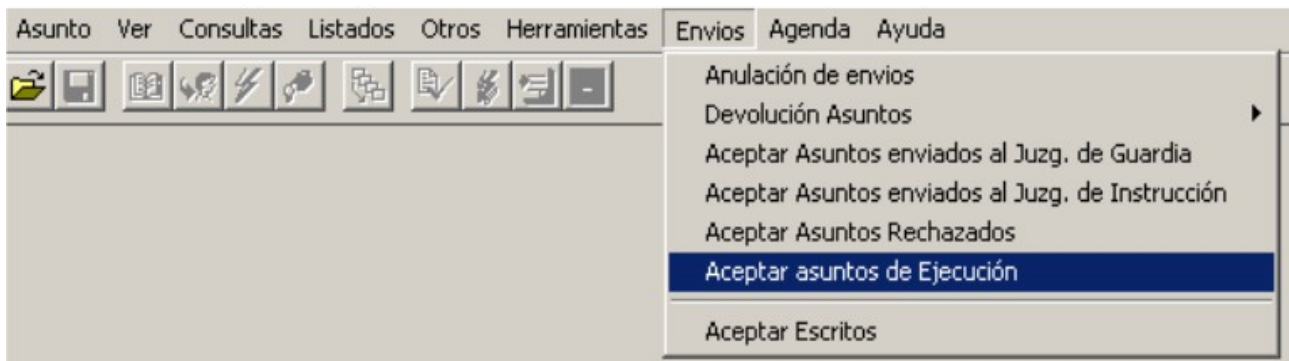 Asunto Ver Consultas Listados Otros Herramientas Envios Agenda Ayuda
Anulación de envios
Devolución Asuntos
Aceptar Asuntos enviados al Juzg. de Guardia
Aceptar Asuntos enviados al Juzg. de Instrucción
Aceptar Asuntos Rechazados
Aceptar asuntos de Ejecución
Aceptar Escritos